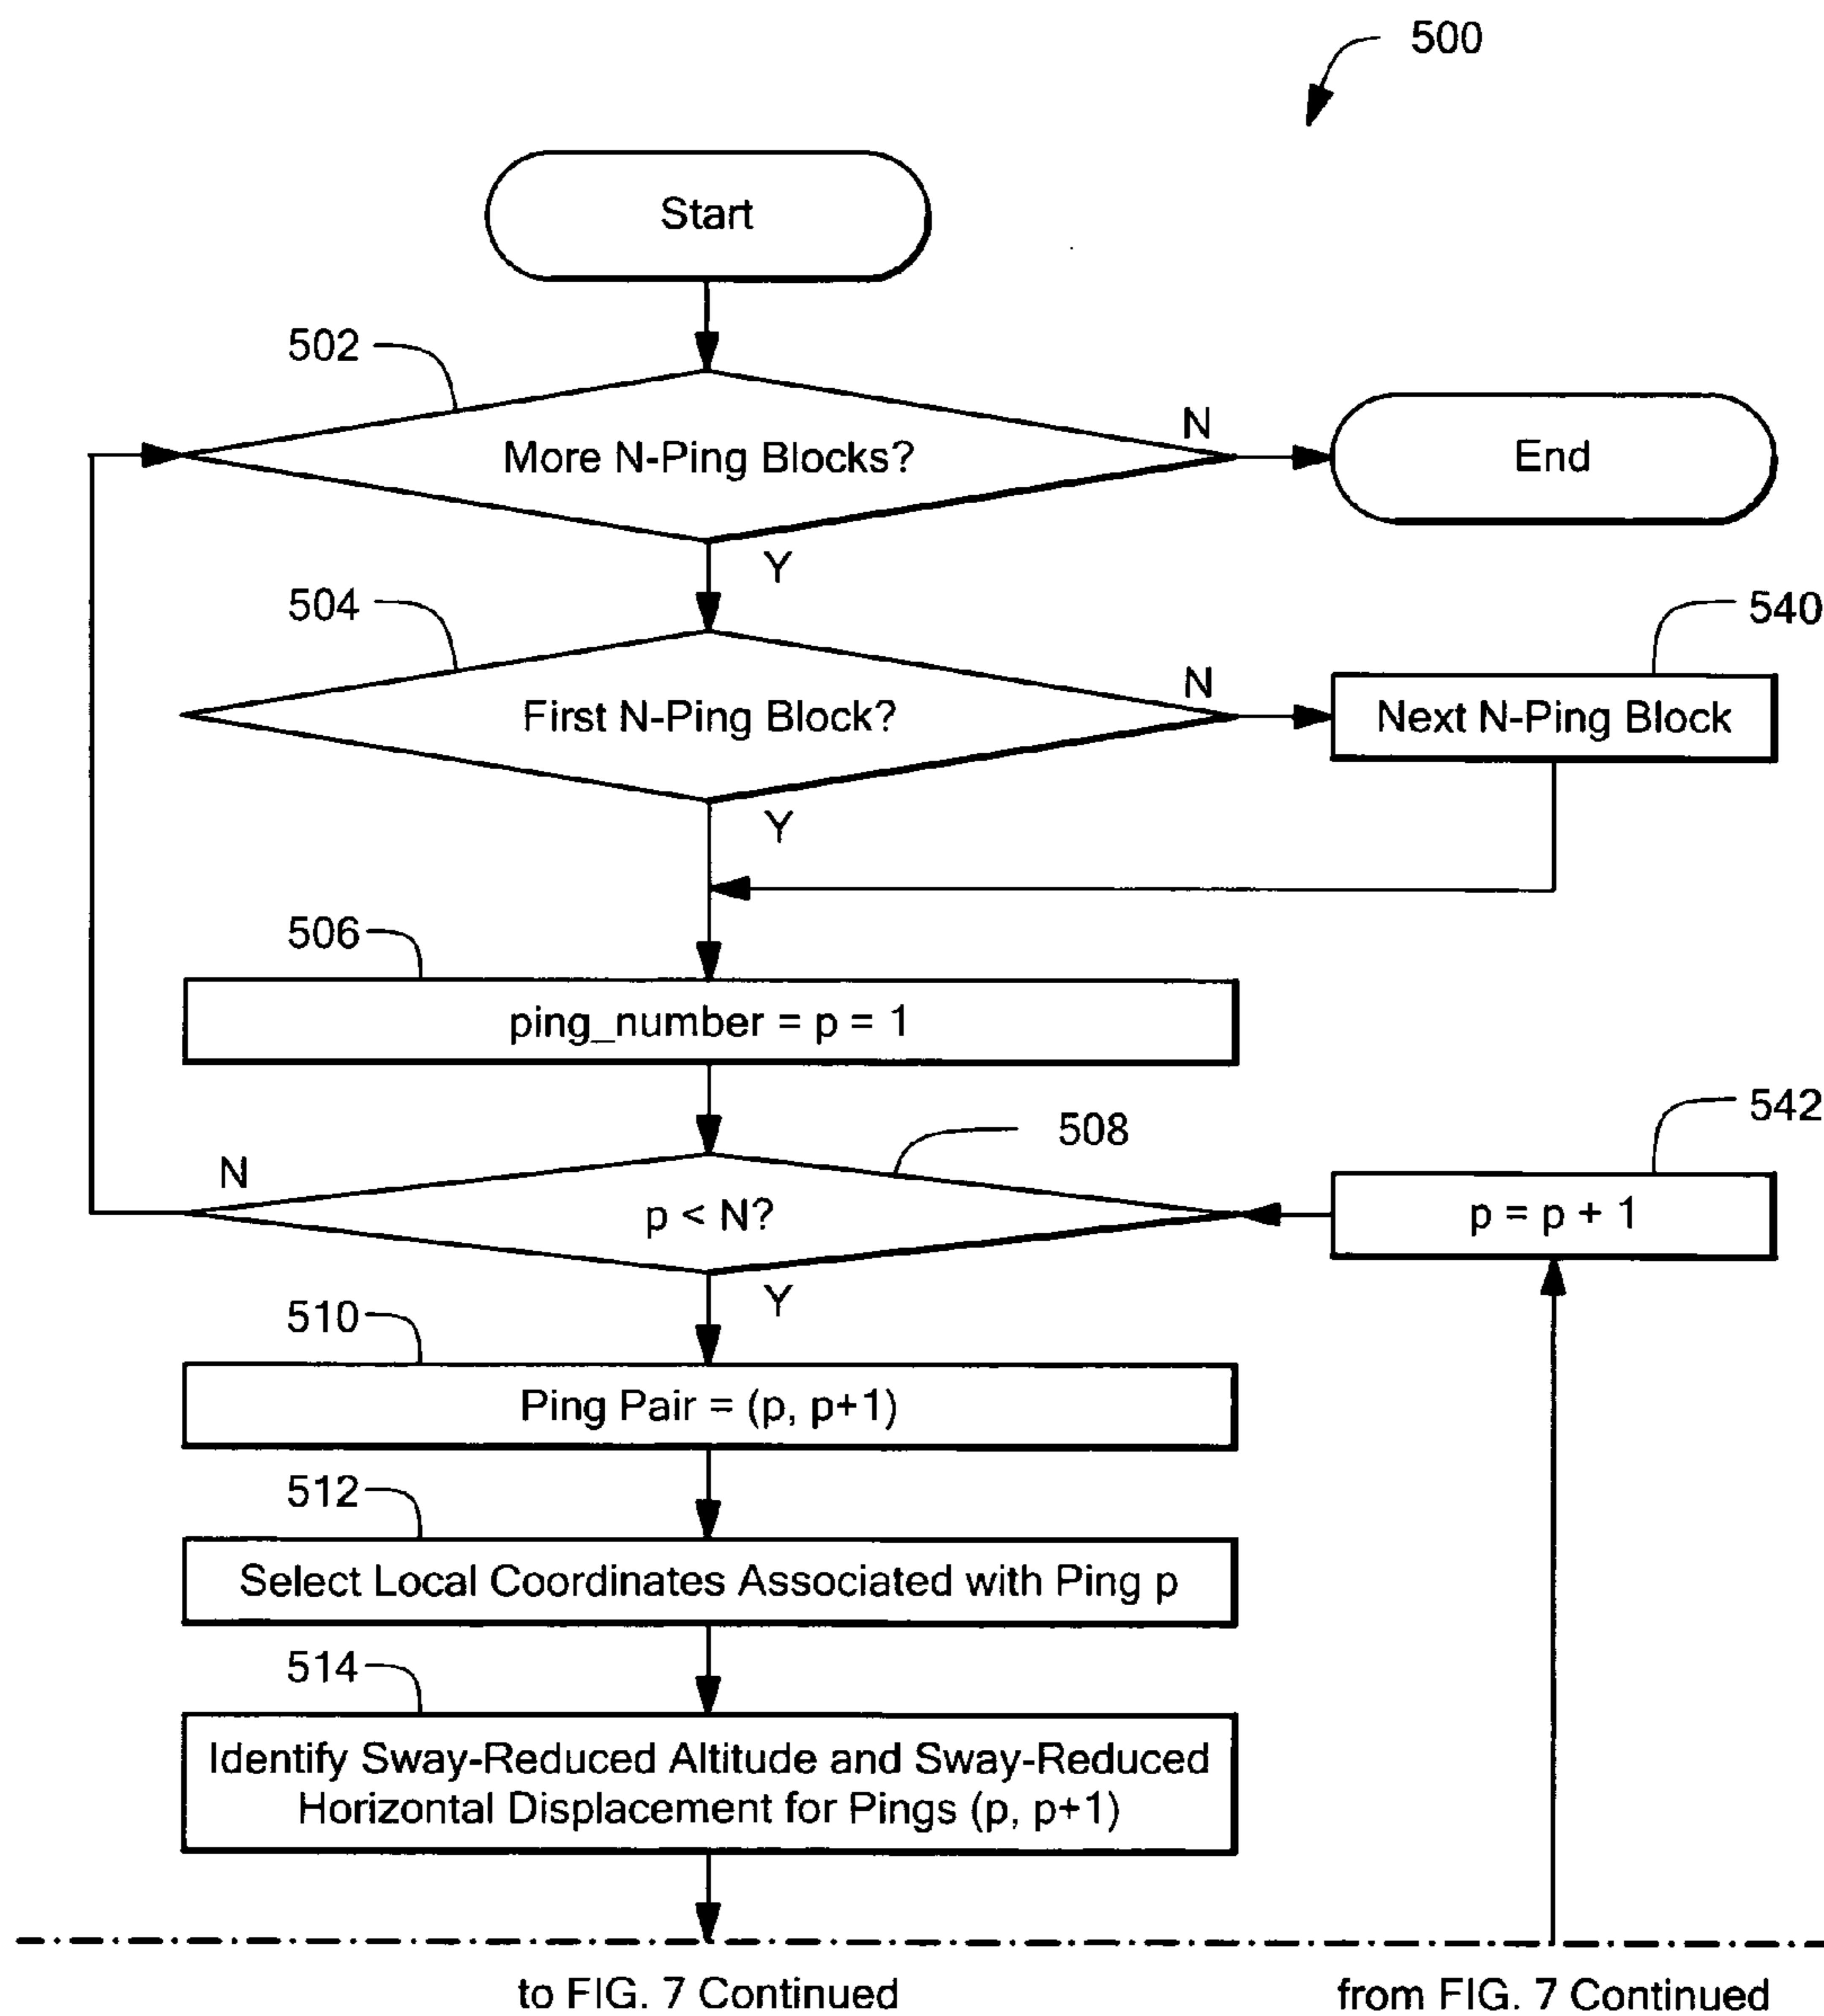 500
Start
502
More N-Ping Blocks?
N
End
Y
504
First N-Ping Block?
N
540
Next N-Ping Block
Y
506
ping_number = p = 1
508
542
N
p < N?
p = p + 1
Y
510
Ping Pair = (p, p+1)
512
Select Local Coordinates Associated with Ping p
514
Identify Sway-Reduced Altitude and Sway-Reduced
Horizontal Displacement for Pings (p, p+1)
to FIG. 7 Continued
from FIG. 7 Continued